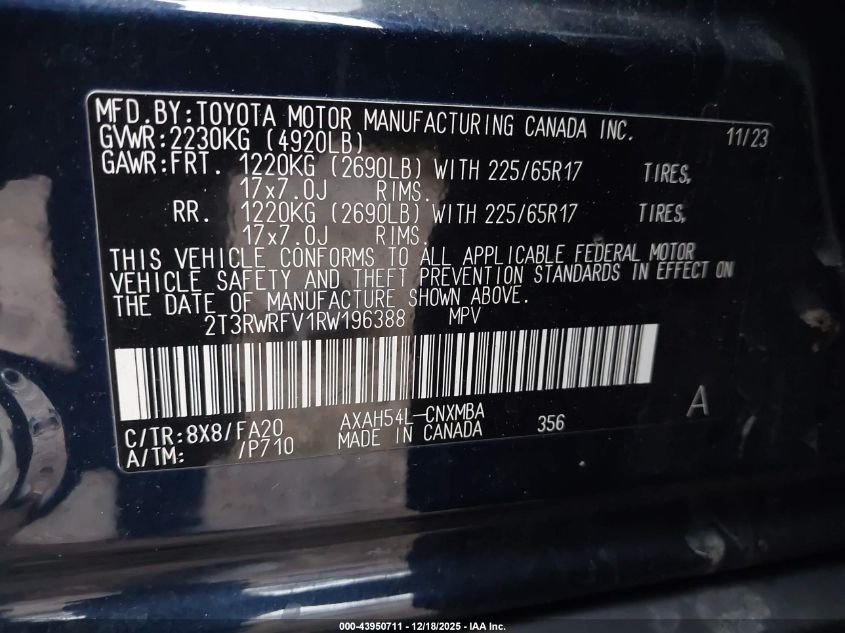 MFD.BY:TOYOTA MOTOR MANUFACTURING CANADA INC. 11/23
GVWR:2230KG (4920LB)
GAWR:FRT. 1220KG (2690LB) WITH 225/65R17 TIRES,
17x7.0J RIMS.
RR. 1220KG (2690LB) WITH 225/65R17 TIRES,
17x7.0J RIMS.
THIS VEHICLE CONFORMS TO ALL APPLICABLE FEDERAL MOTOR
VEHICLE SAFETY AND THEFT PREVENTION STANDARDS IN EFFECT ON
THE DATE OF MANUFACTURE SHOWN ABOVE.
2T3RWRFV1RW196388 MPV
C/TR:8X8/FA20 AXAH54L-CNXMBA 356 A
A/TM: /P710 MADE IN CANADA
000-43950711 - 12/18/2025 - IAA Inc.